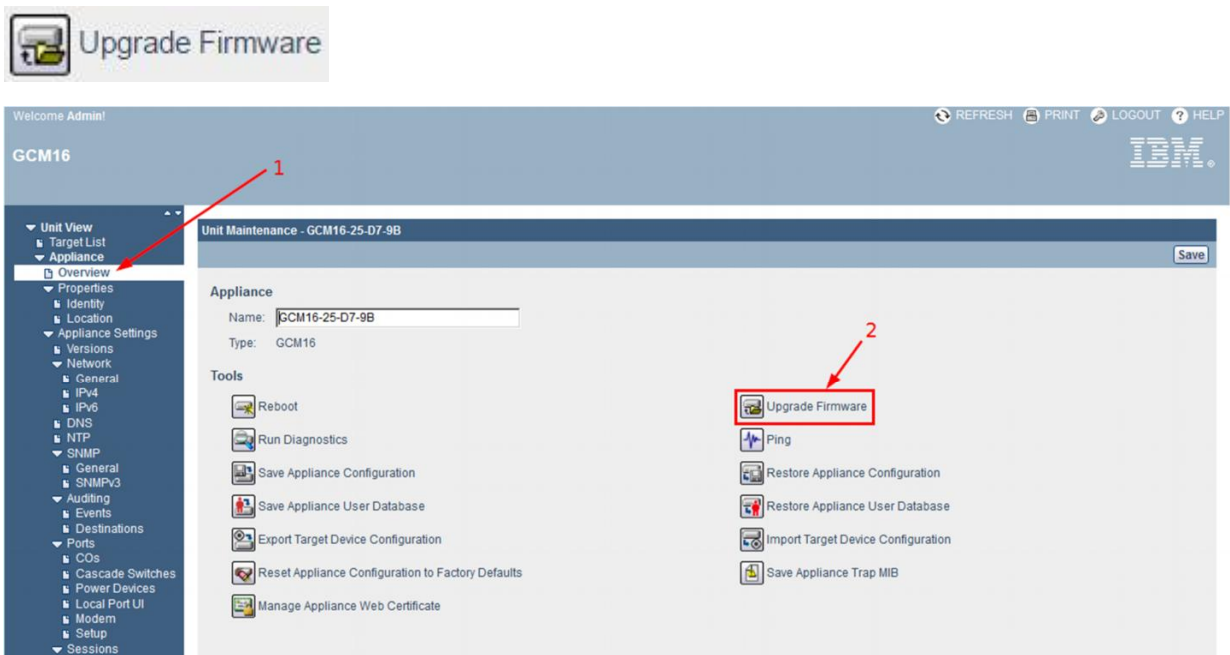 Upgrade Firmware
Welcome Admin!
REFRESH PRINT LOGOUT ? HELP
GCM16
IBM
1
Unit View
Target List
Appliance
Overview
Properties
Identity
Location
Appliance Settings
Versions
Network
General
IPv4
IPv6
DNS
NTP
SNMP
General
SNMPv3
Auditing
Events
Destinations
Ports
COs
Cascade Switches
Power Devices
Local Port UI
Modem
Setup
Sessions
Unit Maintenance - GCM16-25-D7-9B
Save
Appliance
Name: GCM16-25-D7-9B
Type: GCM16
2
Tools
Reboot
Upgrade Firmware
Run Diagnostics
Ping
Save Appliance Configuration
Restore Appliance Configuration
Save Appliance User Database
Restore Appliance User Database
Export Target Device Configuration
Import Target Device Configuration
Reset Appliance Configuration to Factory Defaults
Save Appliance Trap MIB
Manage Appliance Web Certificate